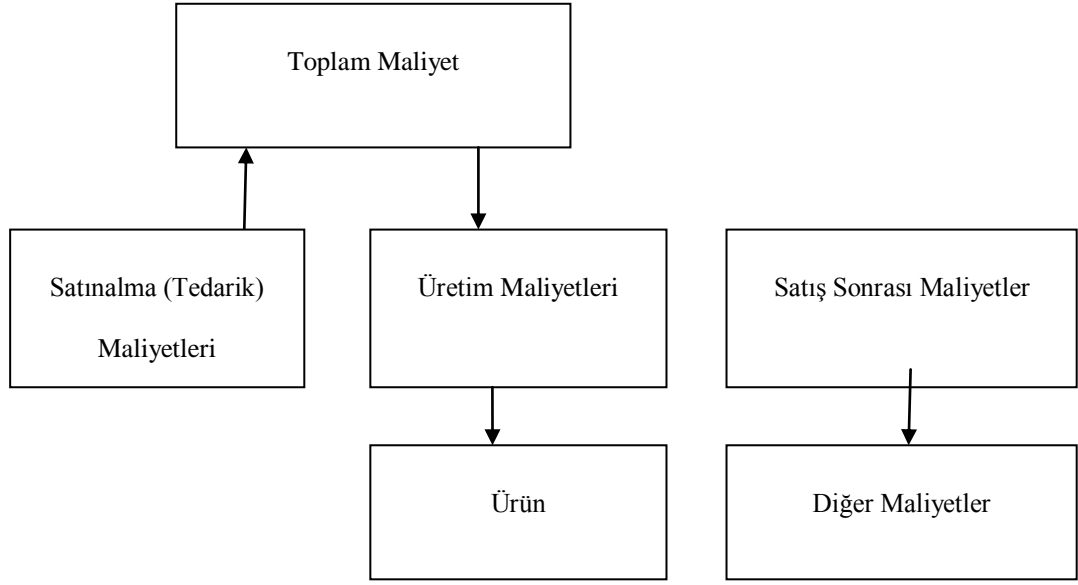 Toplam Maliyet
Satınalma (Tedarik)
Maliyetleri
Üretim Maliyetleri
Satış Sonrası Maliyetler
Ürün
Diğer Maliyetler